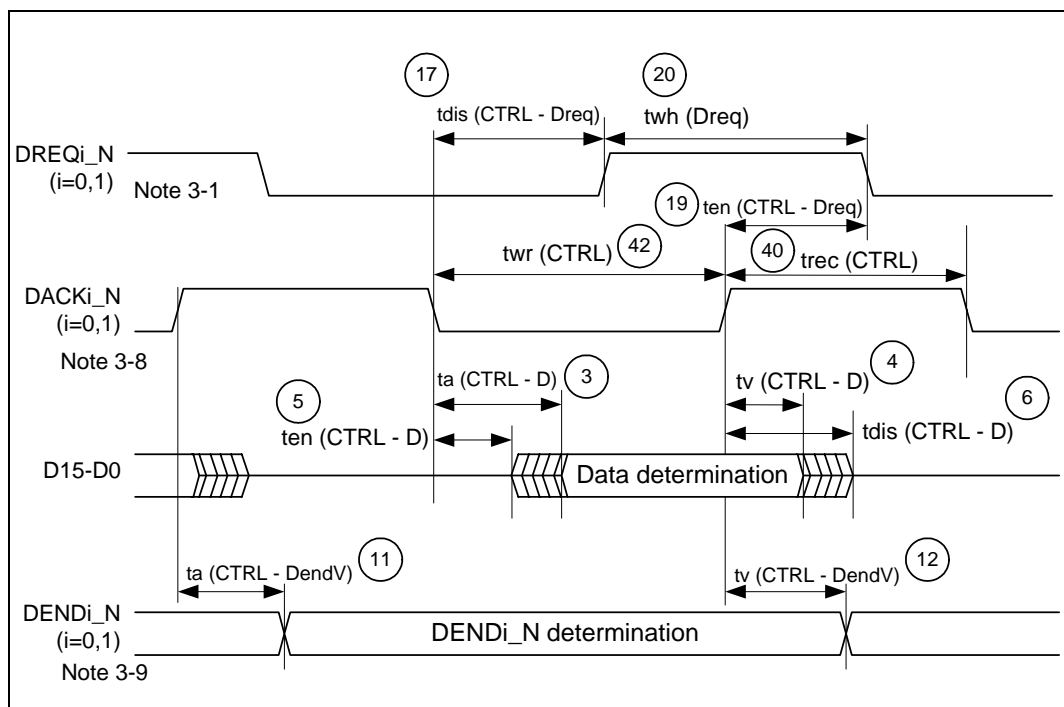 17
20
tdis (CTRL - Dreq)
twh (Dreq)
DREQi_N
(i=0,1)
Note 3-1
19
ten (CTRL - Dreq)
twr (CTRL)
42
40
trec (CTRL)
DACKi_N
(i=0,1)
Note 3-8
ta (CTRL - D)
3
tv (CTRL - D)
4
5
ten (CTRL - D)
6
tdis (CTRL - D)
D15-D0
Data determination
ta (CTRL - DendV)
11
tv (CTRL - DendV)
12
DENDi_N
(i=0,1)
DENDi_N determination
Note 3-9